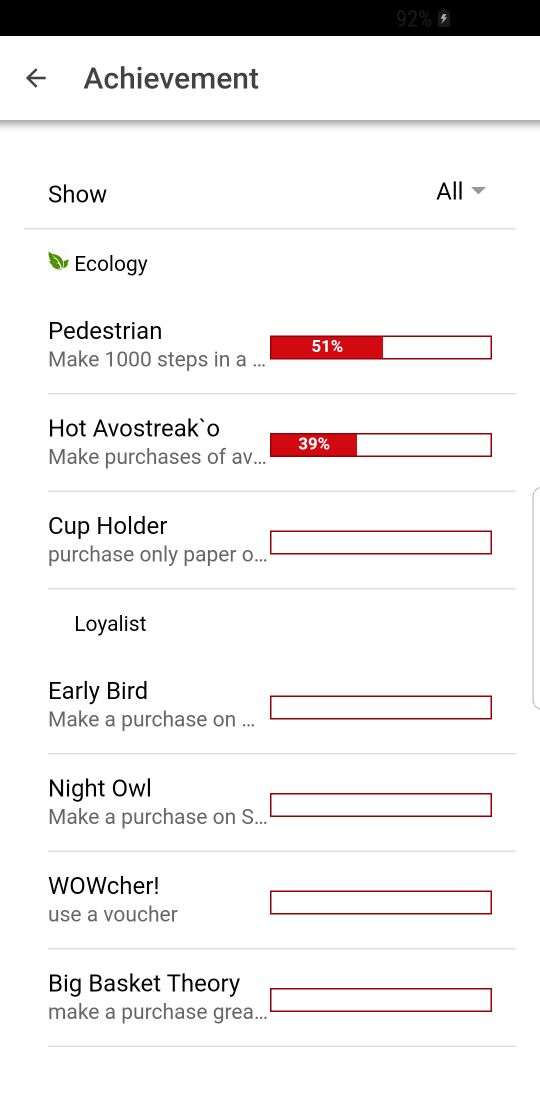 92%
Achievement
Show All
Ecology
Pedestrian
Make 1000 steps in a ...
51%
Hot Avostreak`o
Make purchases of av...
39%
Cup Holder
purchase only paper o...
Loyalist
Early Bird
Make a purchase on ...
Night Owl
Make a purchase on S...
WOWcher!
use a voucher
Big Basket Theory
make a purchase grea...